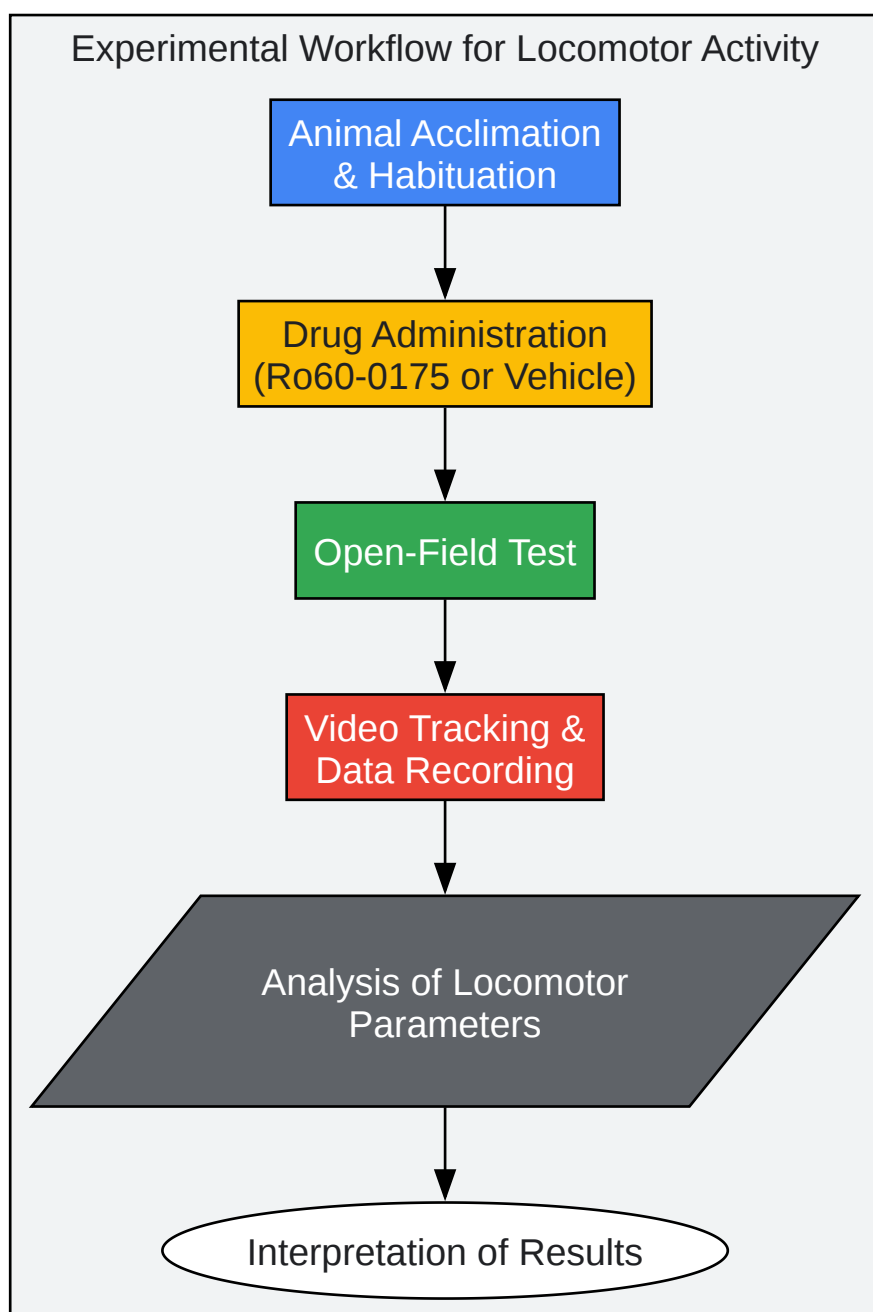 Experimental Workflow for Locomotor Activity
Animal Acclimation
& Habituation
Drug Administration
(Ro60-0175 or Vehicle)
Open-Field Test
Video Tracking &
Data Recording
Analysis of Locomotor
Parameters
Interpretation of Results